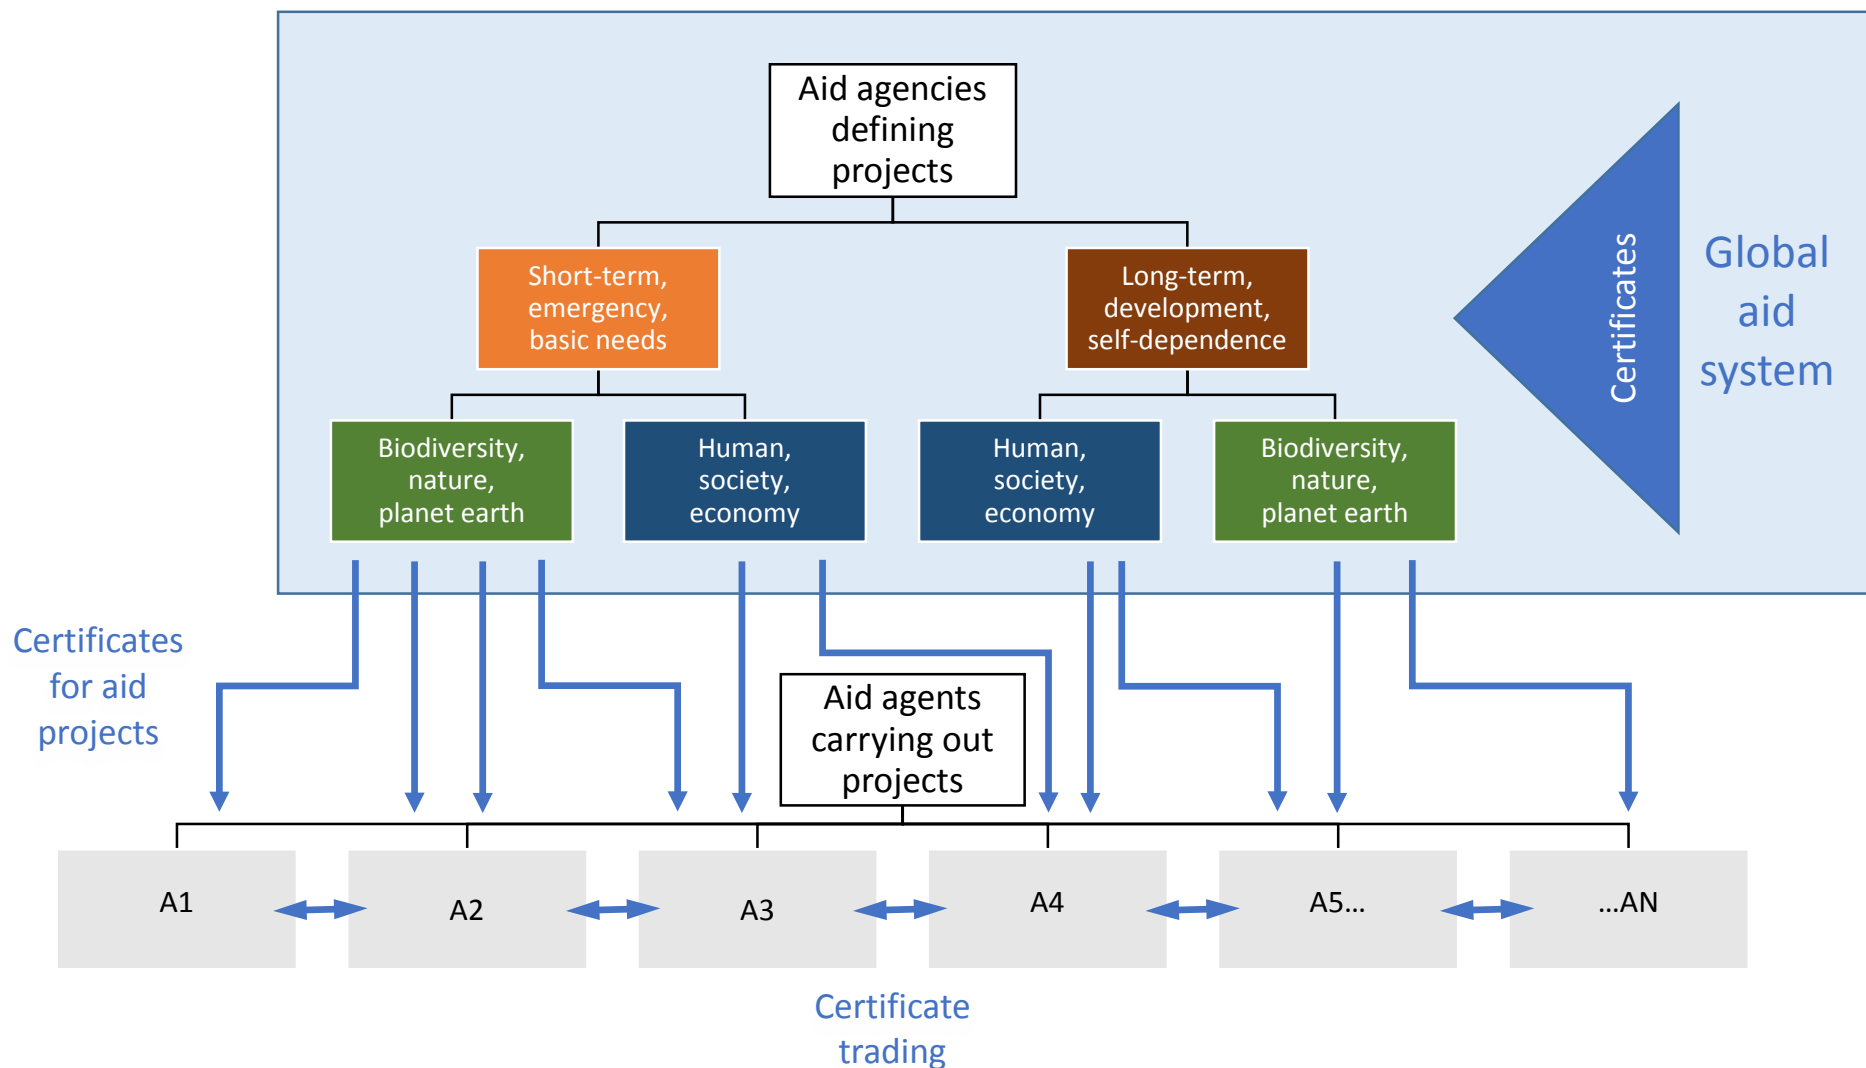 Aid agencies
defining
projects
Short-term,
emergency,
basic needs
Long-term,
development,
self-dependence
Biodiversity,
nature,
planet earth
Human,
society,
economy
Human,
society,
economy
Biodiversity,
nature,
planet earth
Certificates
Global
aid
system
Certificates
for aid
projects
Aid agents
carrying out
projects
A1
A2
A3
A4
A5...
...AN
Certificate
trading